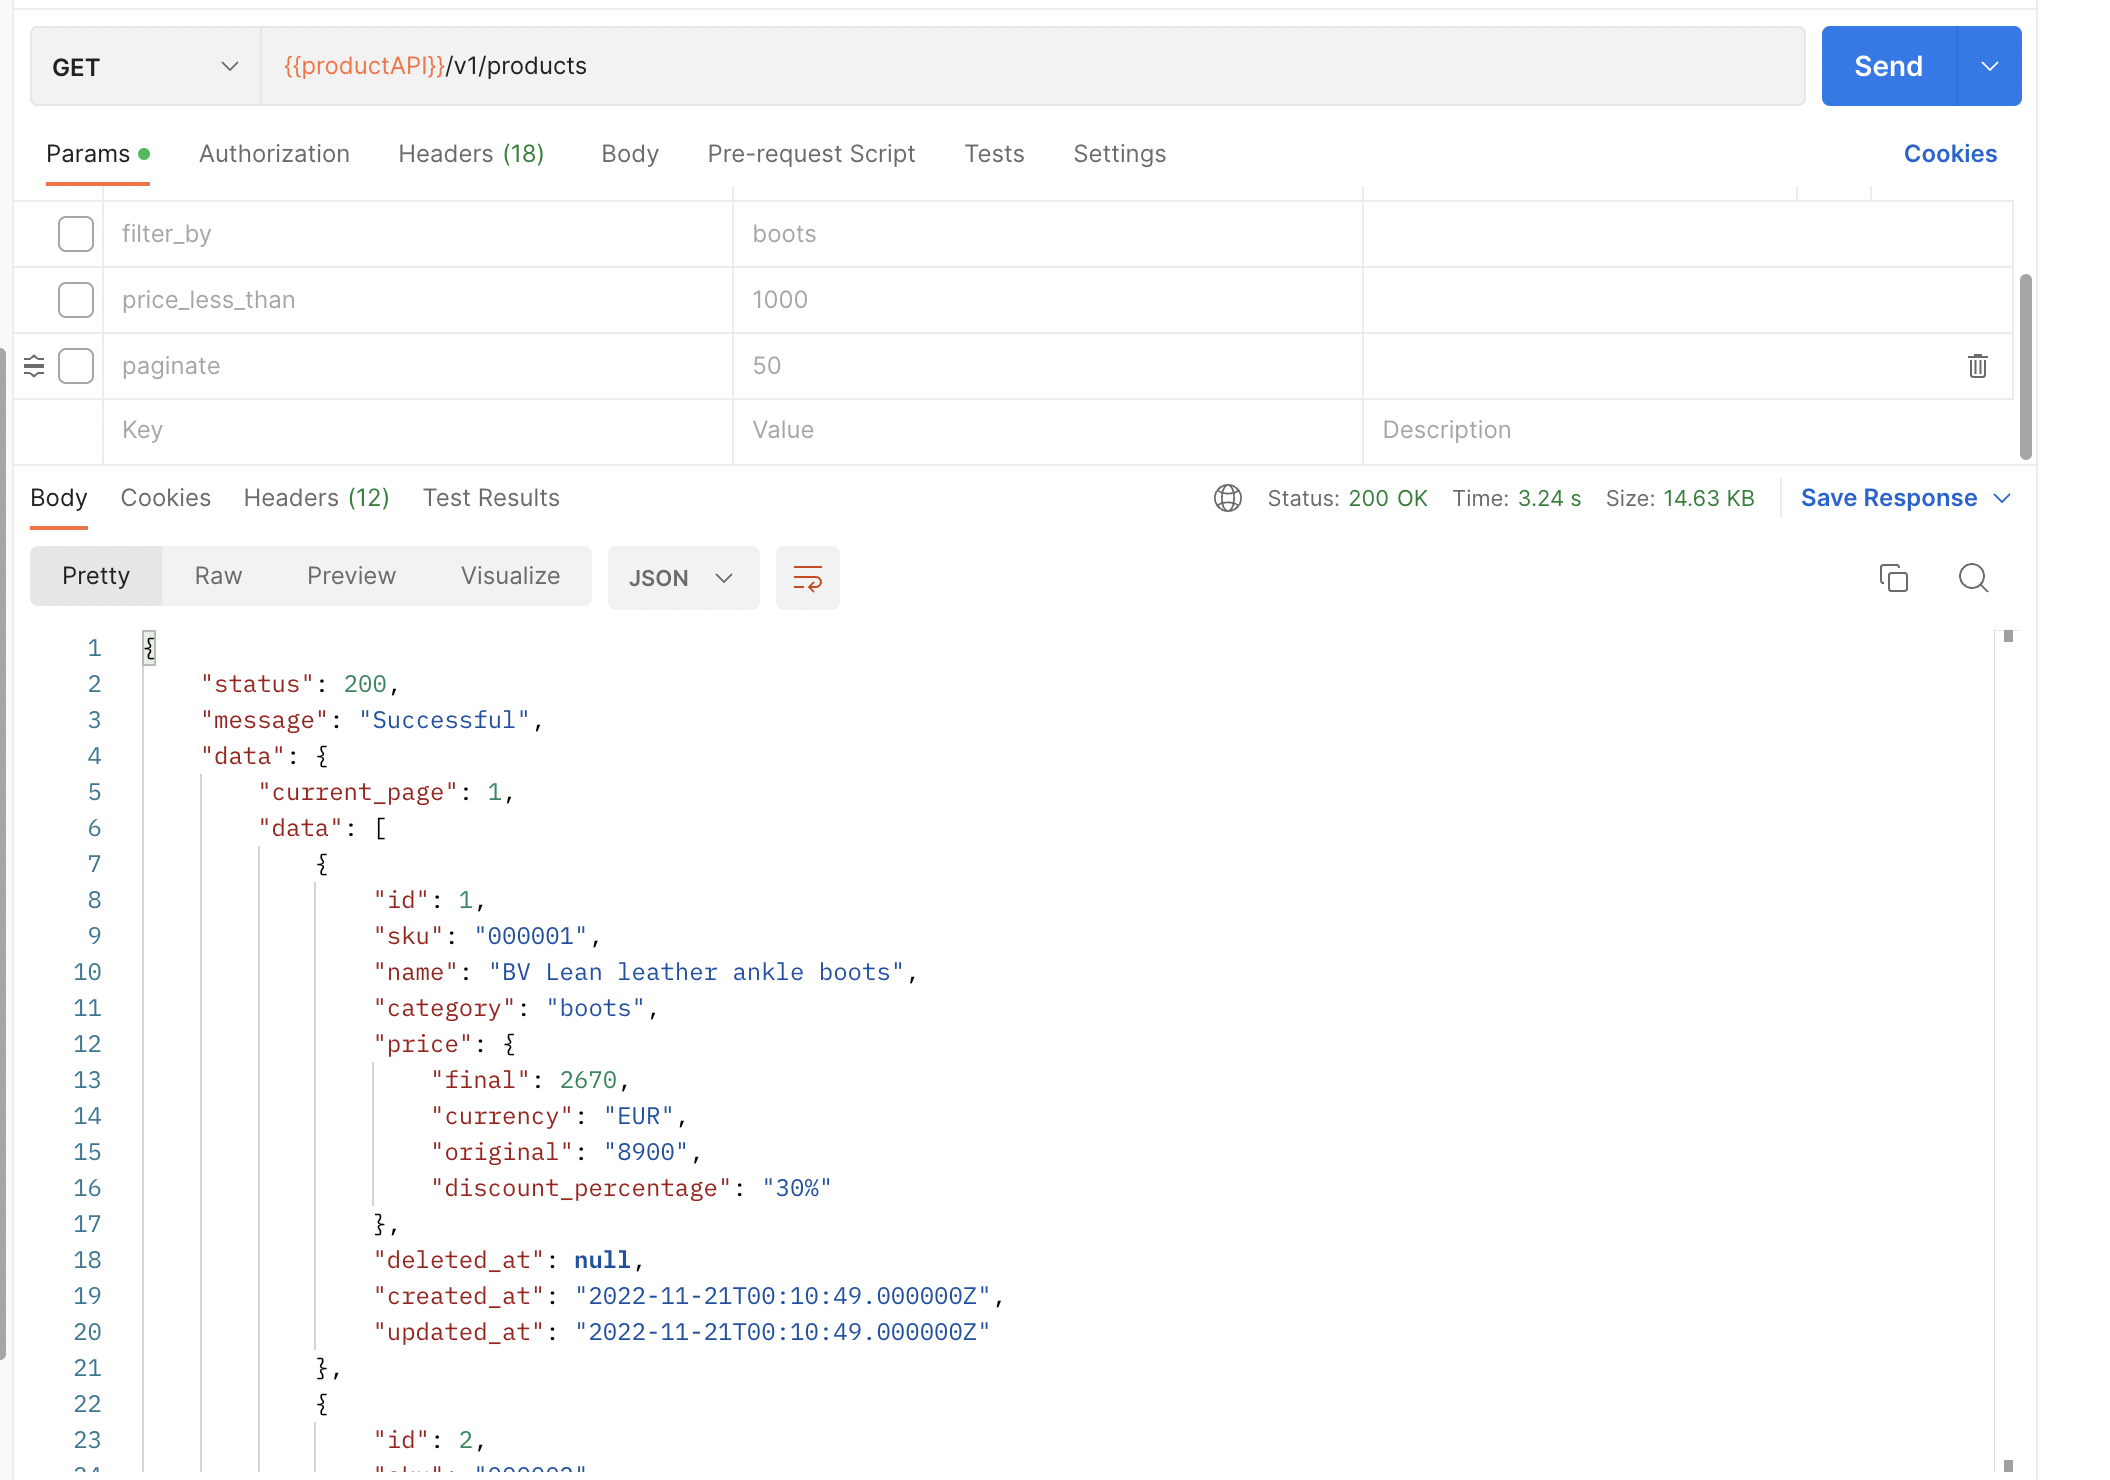 GET {{productAPI}}/v1/products Send
Params Authorization Headers (18) Body Pre-request Script Tests Settings Cookies
filter_by boots
price_less_than 1000
paginate 50
Key Value Description
Body Cookies Headers (12) Test Results Status: 200 OK Time: 3.24 s Size: 14.63 KB Save Response
Pretty Raw Preview Visualize JSON
1 {
2 "status": 200,
3 "message": "Successful",
4 "data": {
5 "current_page": 1,
6 "data": [
7 {
8 "id": 1,
9 "sku": "000001",
10 "name": "BV Lean leather ankle boots",
11 "category": "boots",
12 "price": {
13 "final": 2670,
14 "currency": "EUR",
15 "original": "8900",
16 "discount_percentage": "30%"
17 },
18 "deleted_at": null,
19 "created_at": "2022-11-21T00:10:49.000000Z",
20 "updated_at": "2022-11-21T00:10:49.000000Z"
21 },
22 {
23 "id": 2,